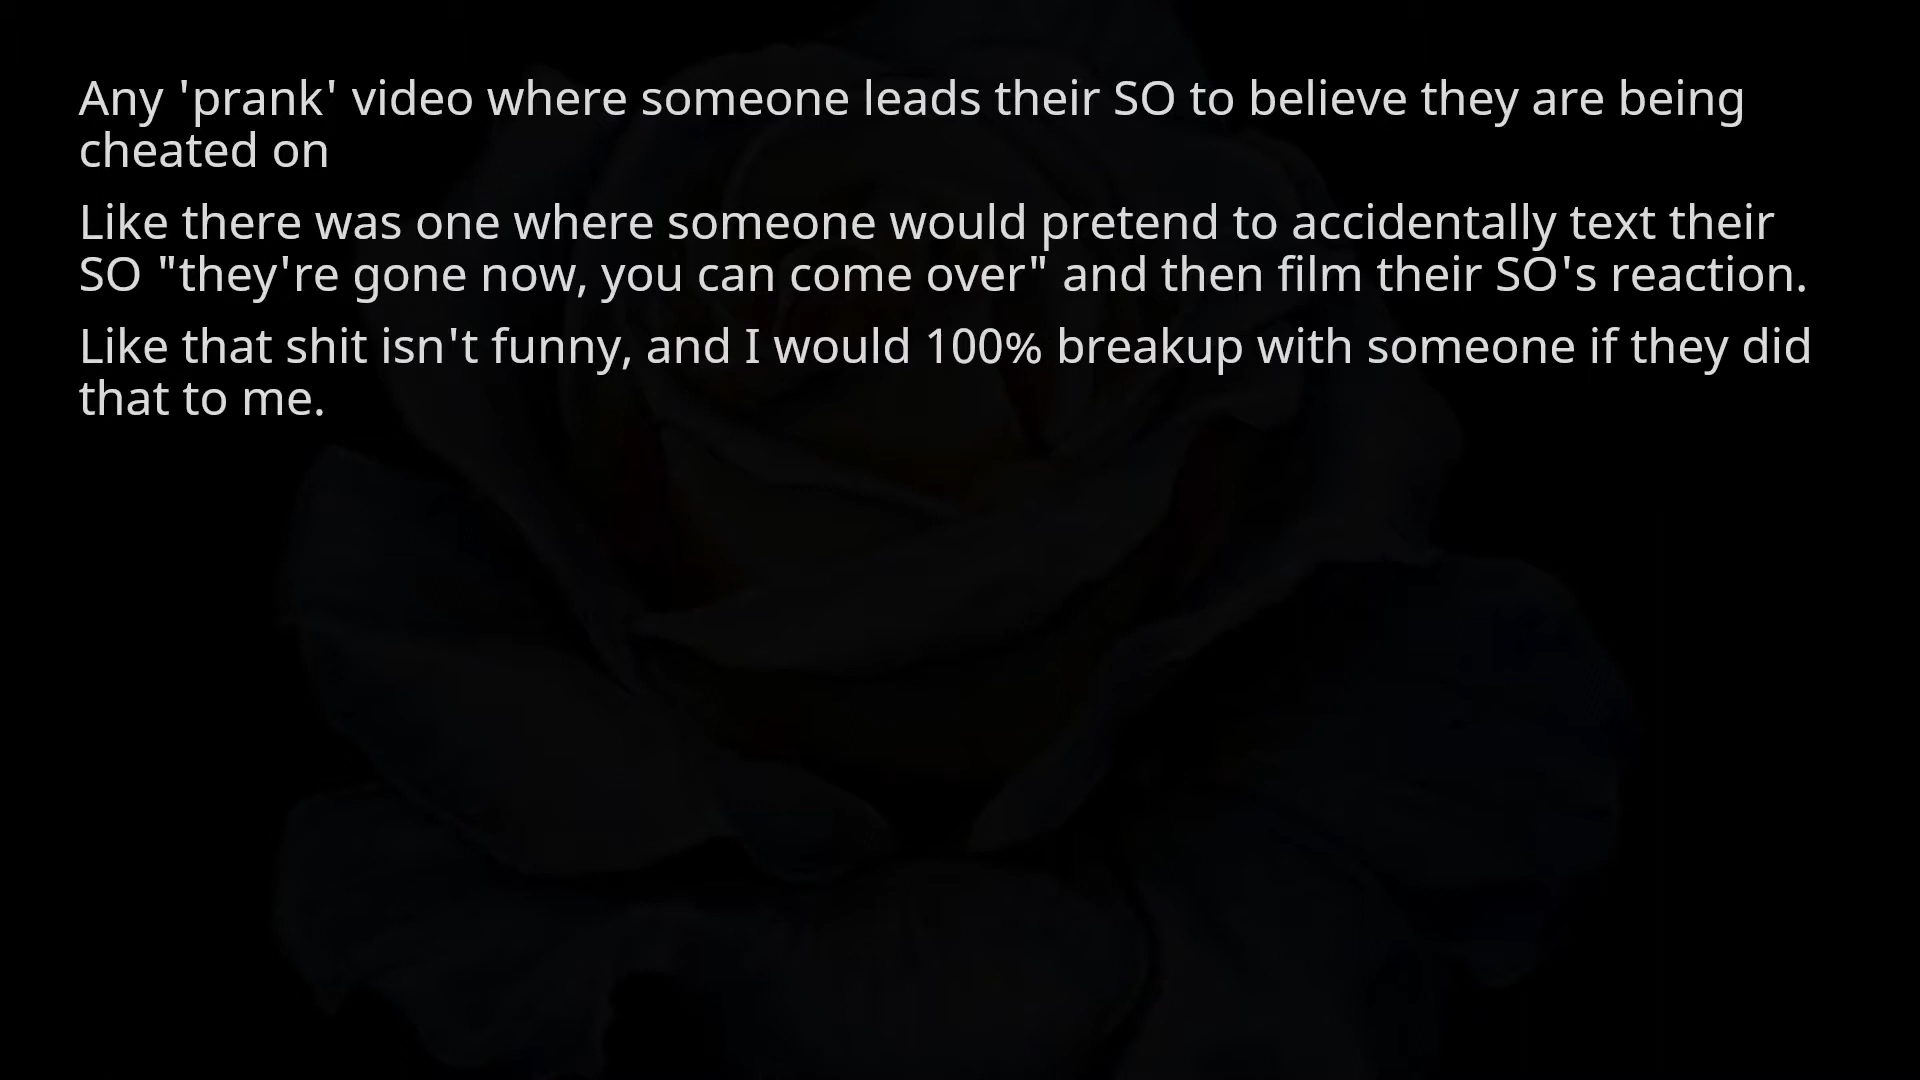 Any 'prank' video where someone leads their SO to believe they are being
cheated on
Like there was one where someone would pretend to accidentally text their
SO "they're gone now, you can come over" and then film their SO's reaction.
Like that shit isn't funny, and I would 100% breakup with someone if they did
that to me.